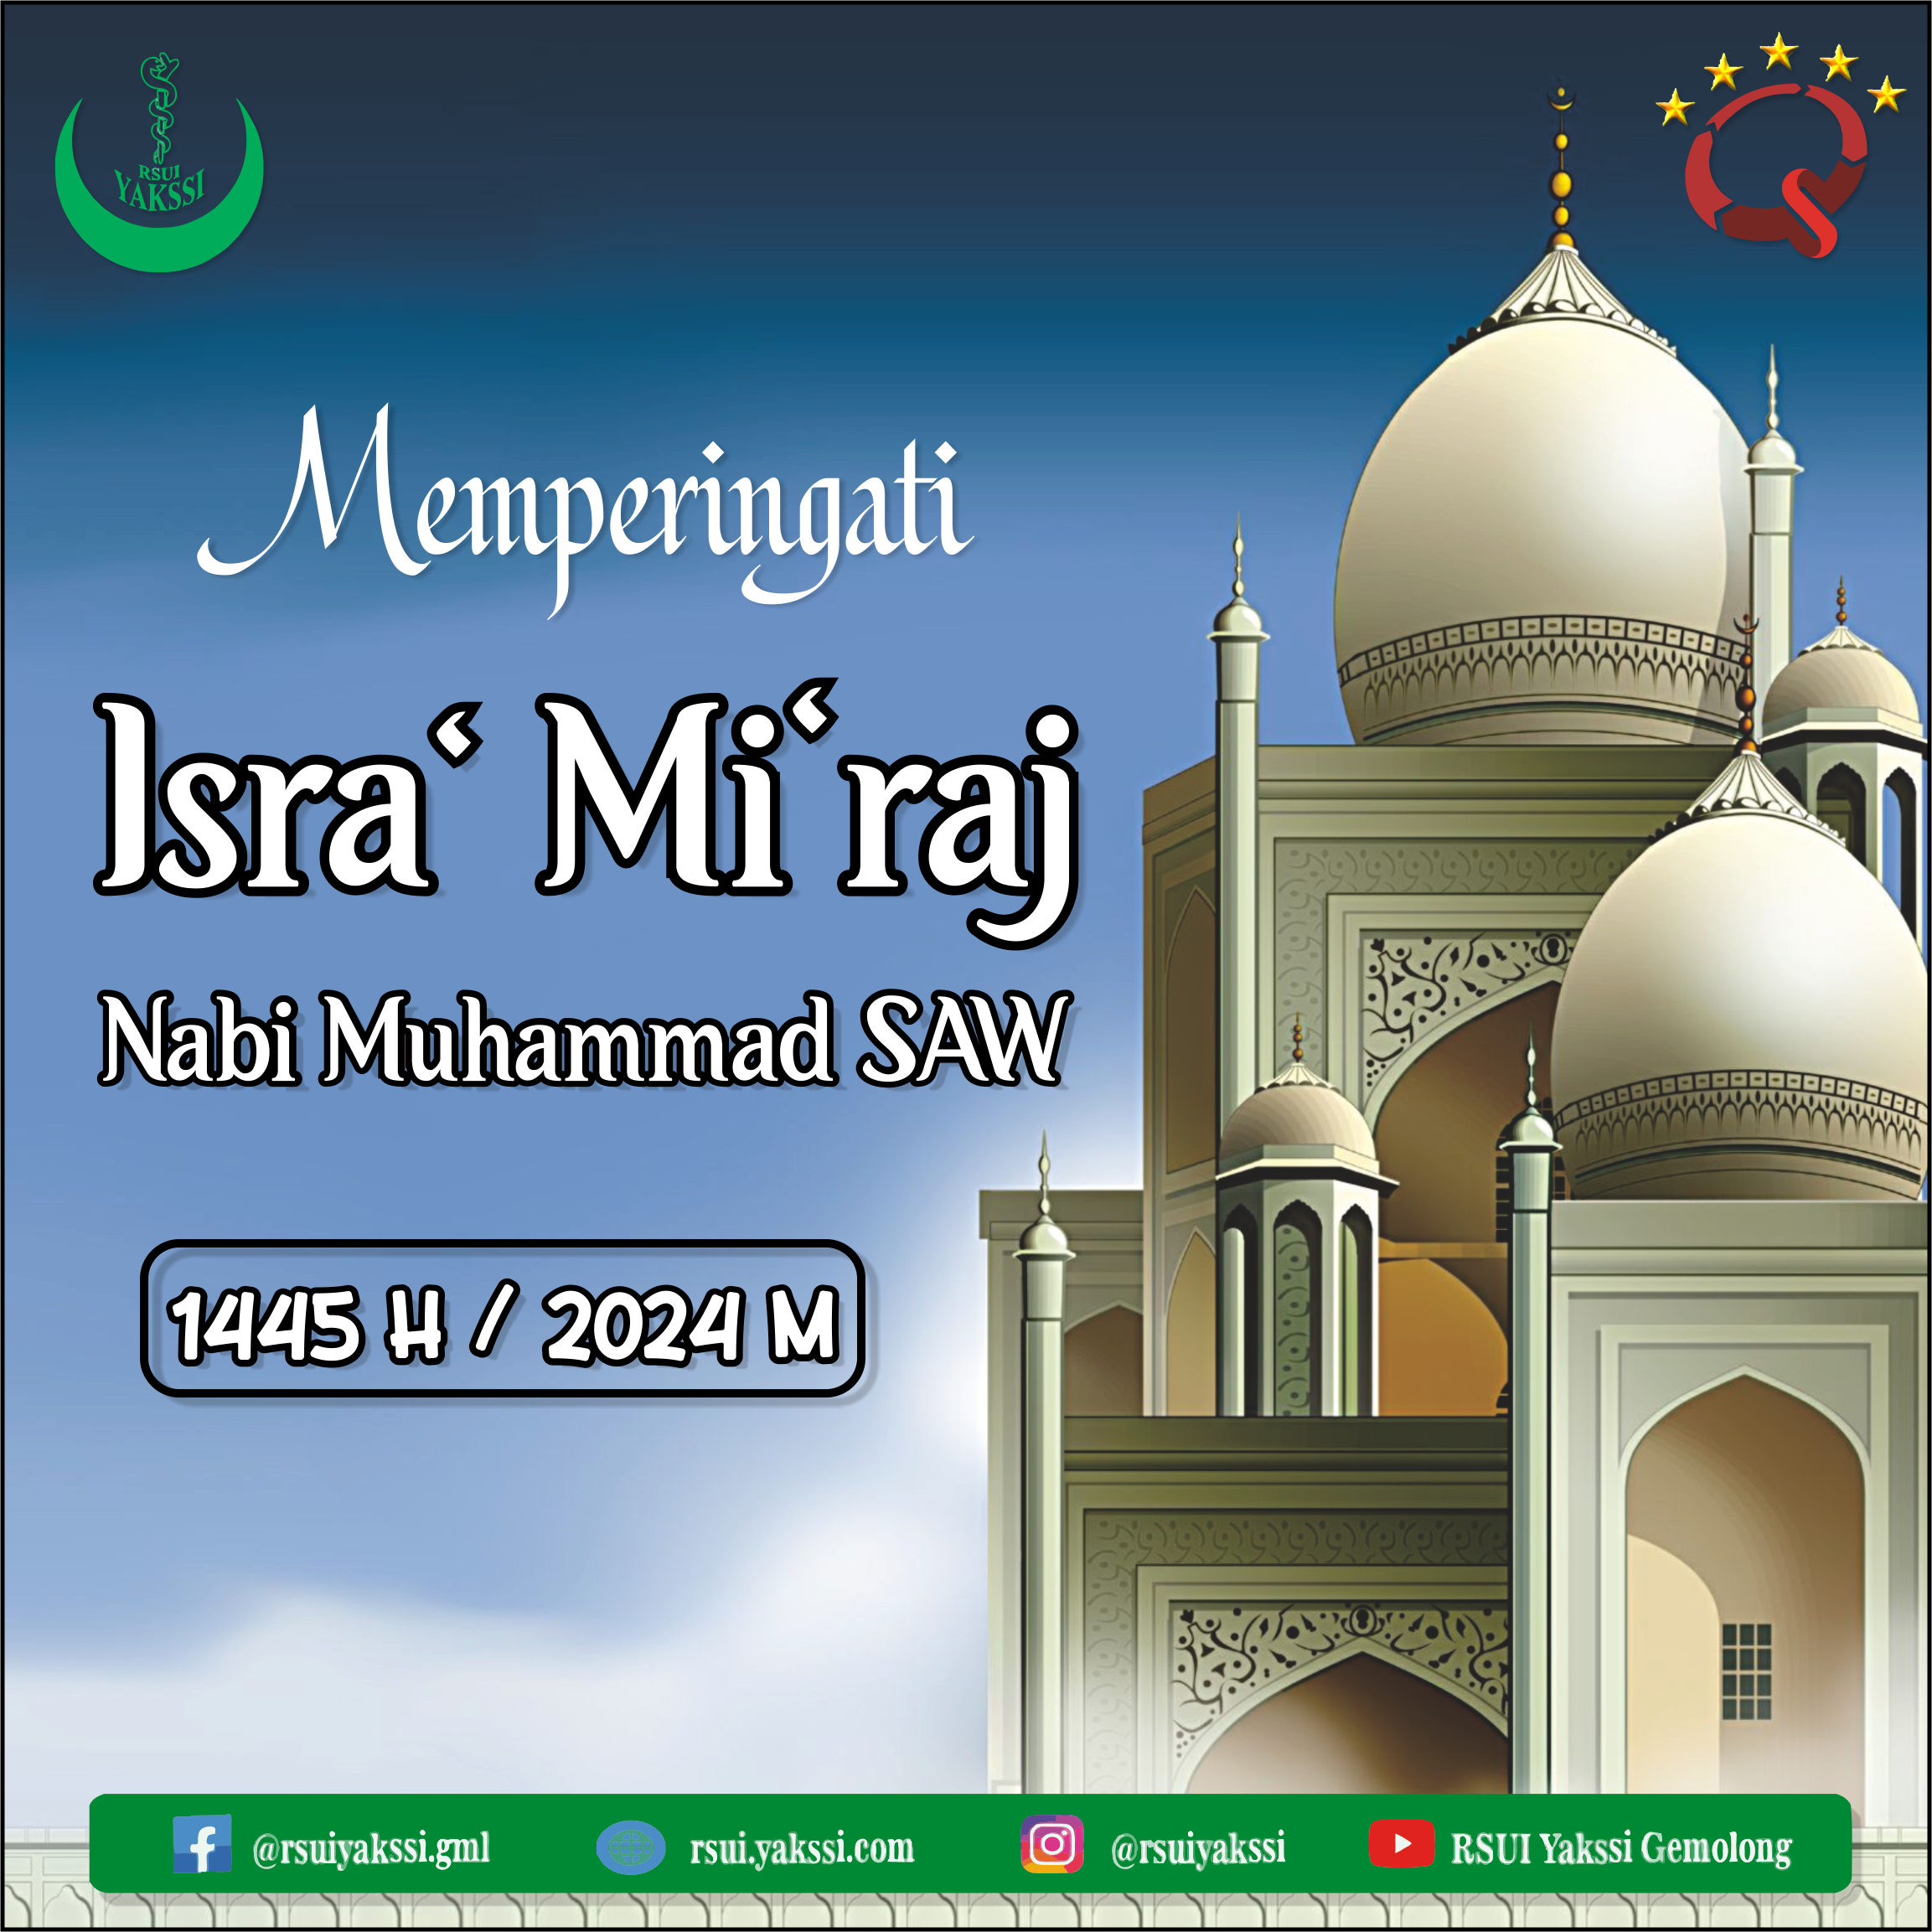 RSUI
YAKSSI
Memperingati
Isra‘ Mi‘raj
Nabi Muhammad SAW
1445 H / 2024 M
@rsuiyakssi.gml rsui.yakssi.com @rsuiyakssi RSUI Yakssi Gemolong